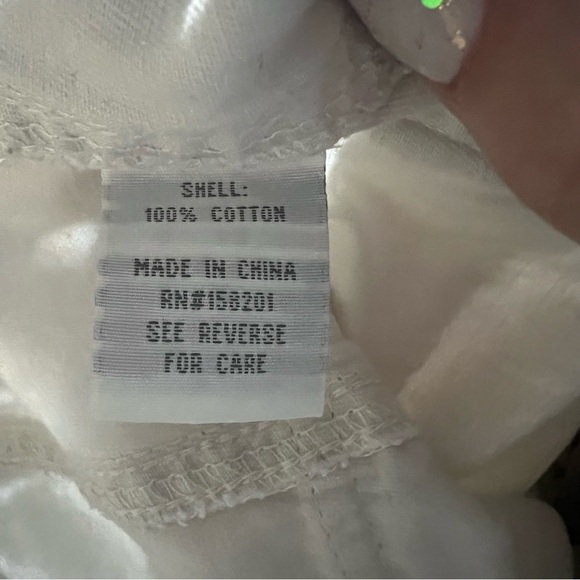 SHELL:
100% COTTON
MADE IN CHINA
RN#158201
SEE REVERSE
FOR CARE